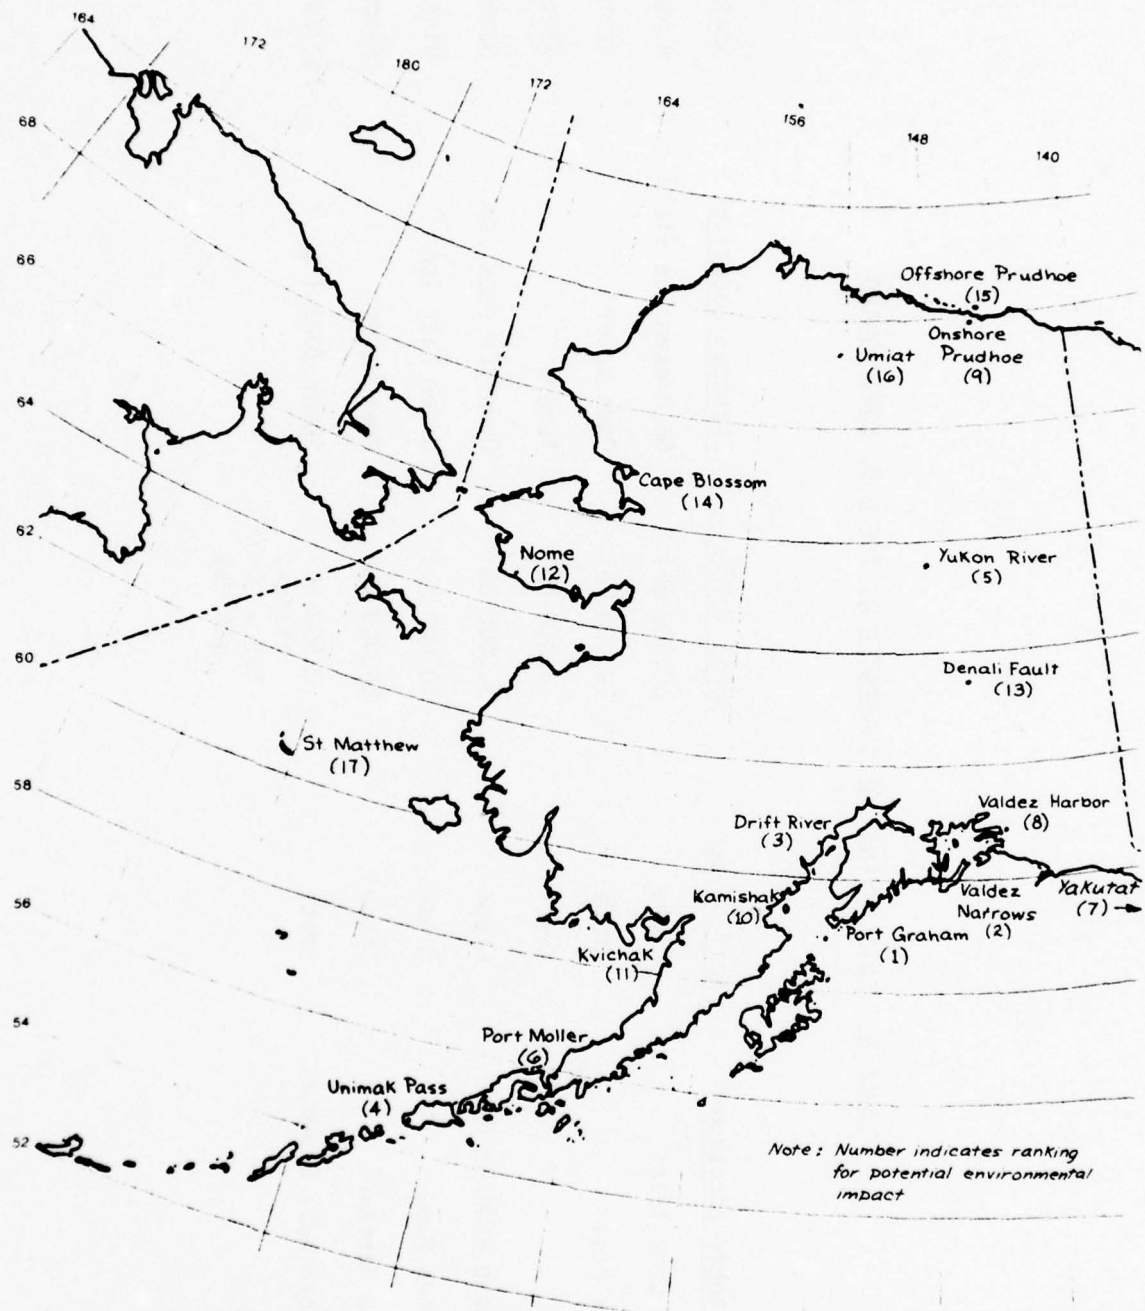 164
172
180
172
164
156
148
140
68
66
64
62
60
58
56
54
52
Offshore Prudhoe
(15)
Onshore
Prudhoe
(9)
Umiat
(16)
Cape Blossom
(14)
Nome
(12)
Yukon River
(5)
Denali Fault
(13)
St. Matthew
(17)
Drift River
(3)
Valdez Harbor
(8)
Kamishak
(10)
Valdez
Narrows
(2)
Yakutat
(7)
Port Graham
(1)
Kvichak
(11)
Port Moller
(6)
Unimak Pass
(4)
Note: Number indicates ranking
for potential environmental
impact